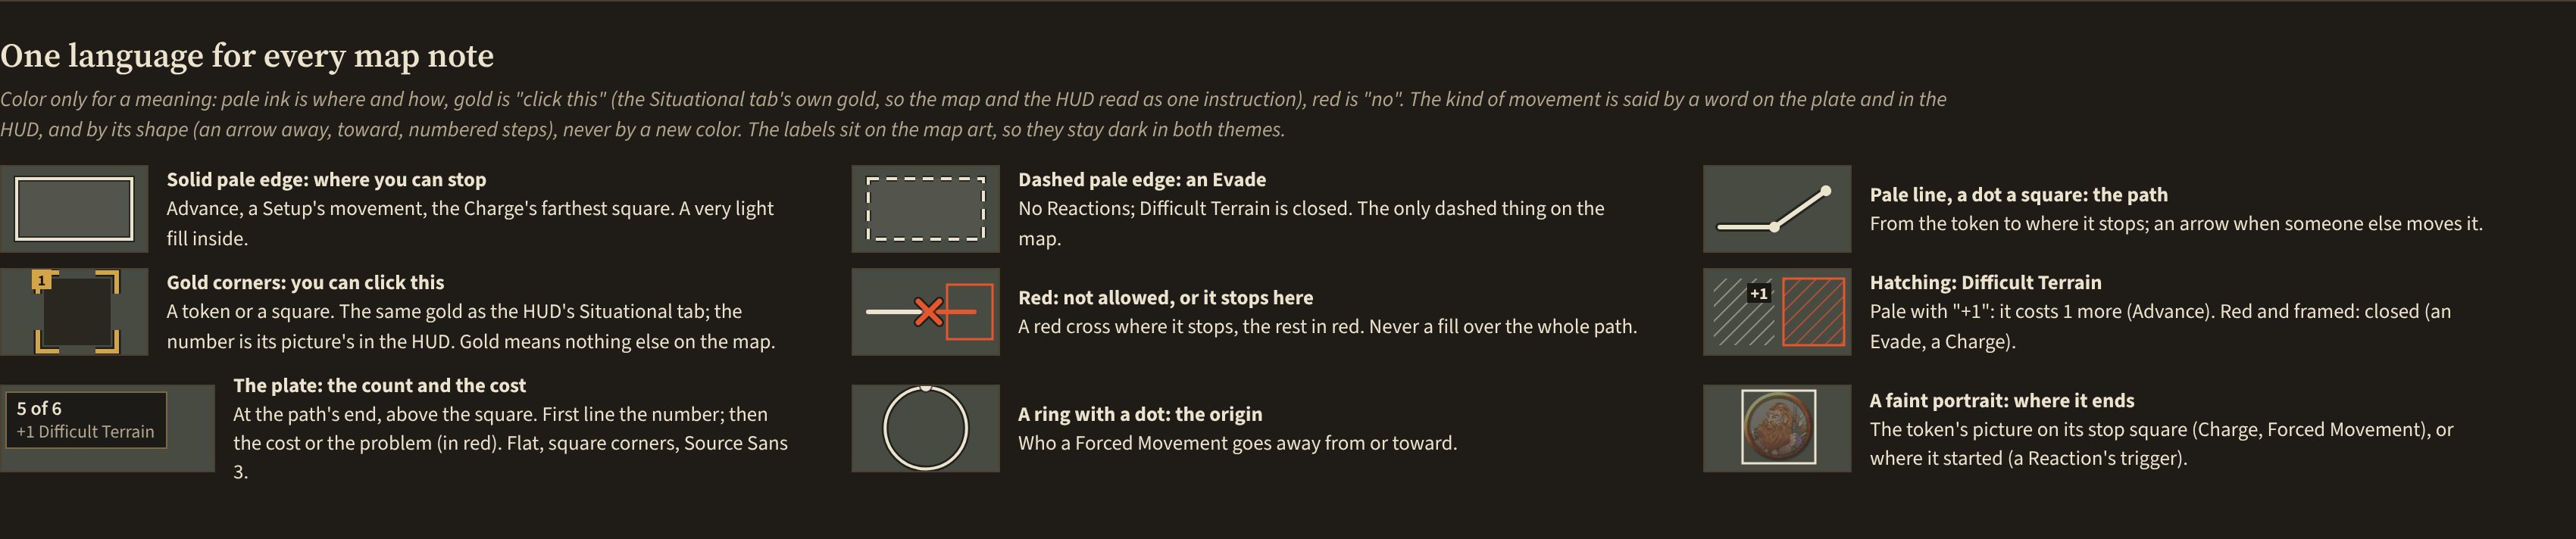 One language for every map note
Color only for a meaning: pale ink is where and how, gold is "click this" (the Situational tab's own gold, so the map and the HUD read as one instruction), red is "no". The kind of movement is said by a word on the plate and in the
HUD, and by its shape (an arrow away, toward, numbered steps), never by a new color. The labels sit on the map art, so they stay dark in both themes.
Solid pale edge: where you can stop
Advance, a Setup's movement, the Charge's farthest square. A very light
fill inside.
Dashed pale edge: an Evade
No Reactions; Difficult Terrain is closed. The only dashed thing on the
map.
Pale line, a dot a square: the path
From the token to where it stops; an arrow when someone else moves it.
1
Gold corners: you can click this
A token or a square. The same gold as the HUD's Situational tab; the
number is its picture's in the HUD. Gold means nothing else on the map.
Red: not allowed, or it stops here
A red cross where it stops, the rest in red. Never a fill over the whole path.
+1
Hatching: Difficult Terrain
Pale with "+1": it costs 1 more (Advance). Red and framed: closed (an
Evade, a Charge).
5 of 6
+1 Difficult Terrain
The plate: the count and the cost
At the path's end, above the square. First line the number; then
the cost or the problem (in red). Flat, square corners, Source Sans
3.
A ring with a dot: the origin
Who a Forced Movement goes away from or toward.
A faint portrait: where it ends
The token's picture on its stop square (Charge, Forced Movement), or
where it started (a Reaction's trigger).